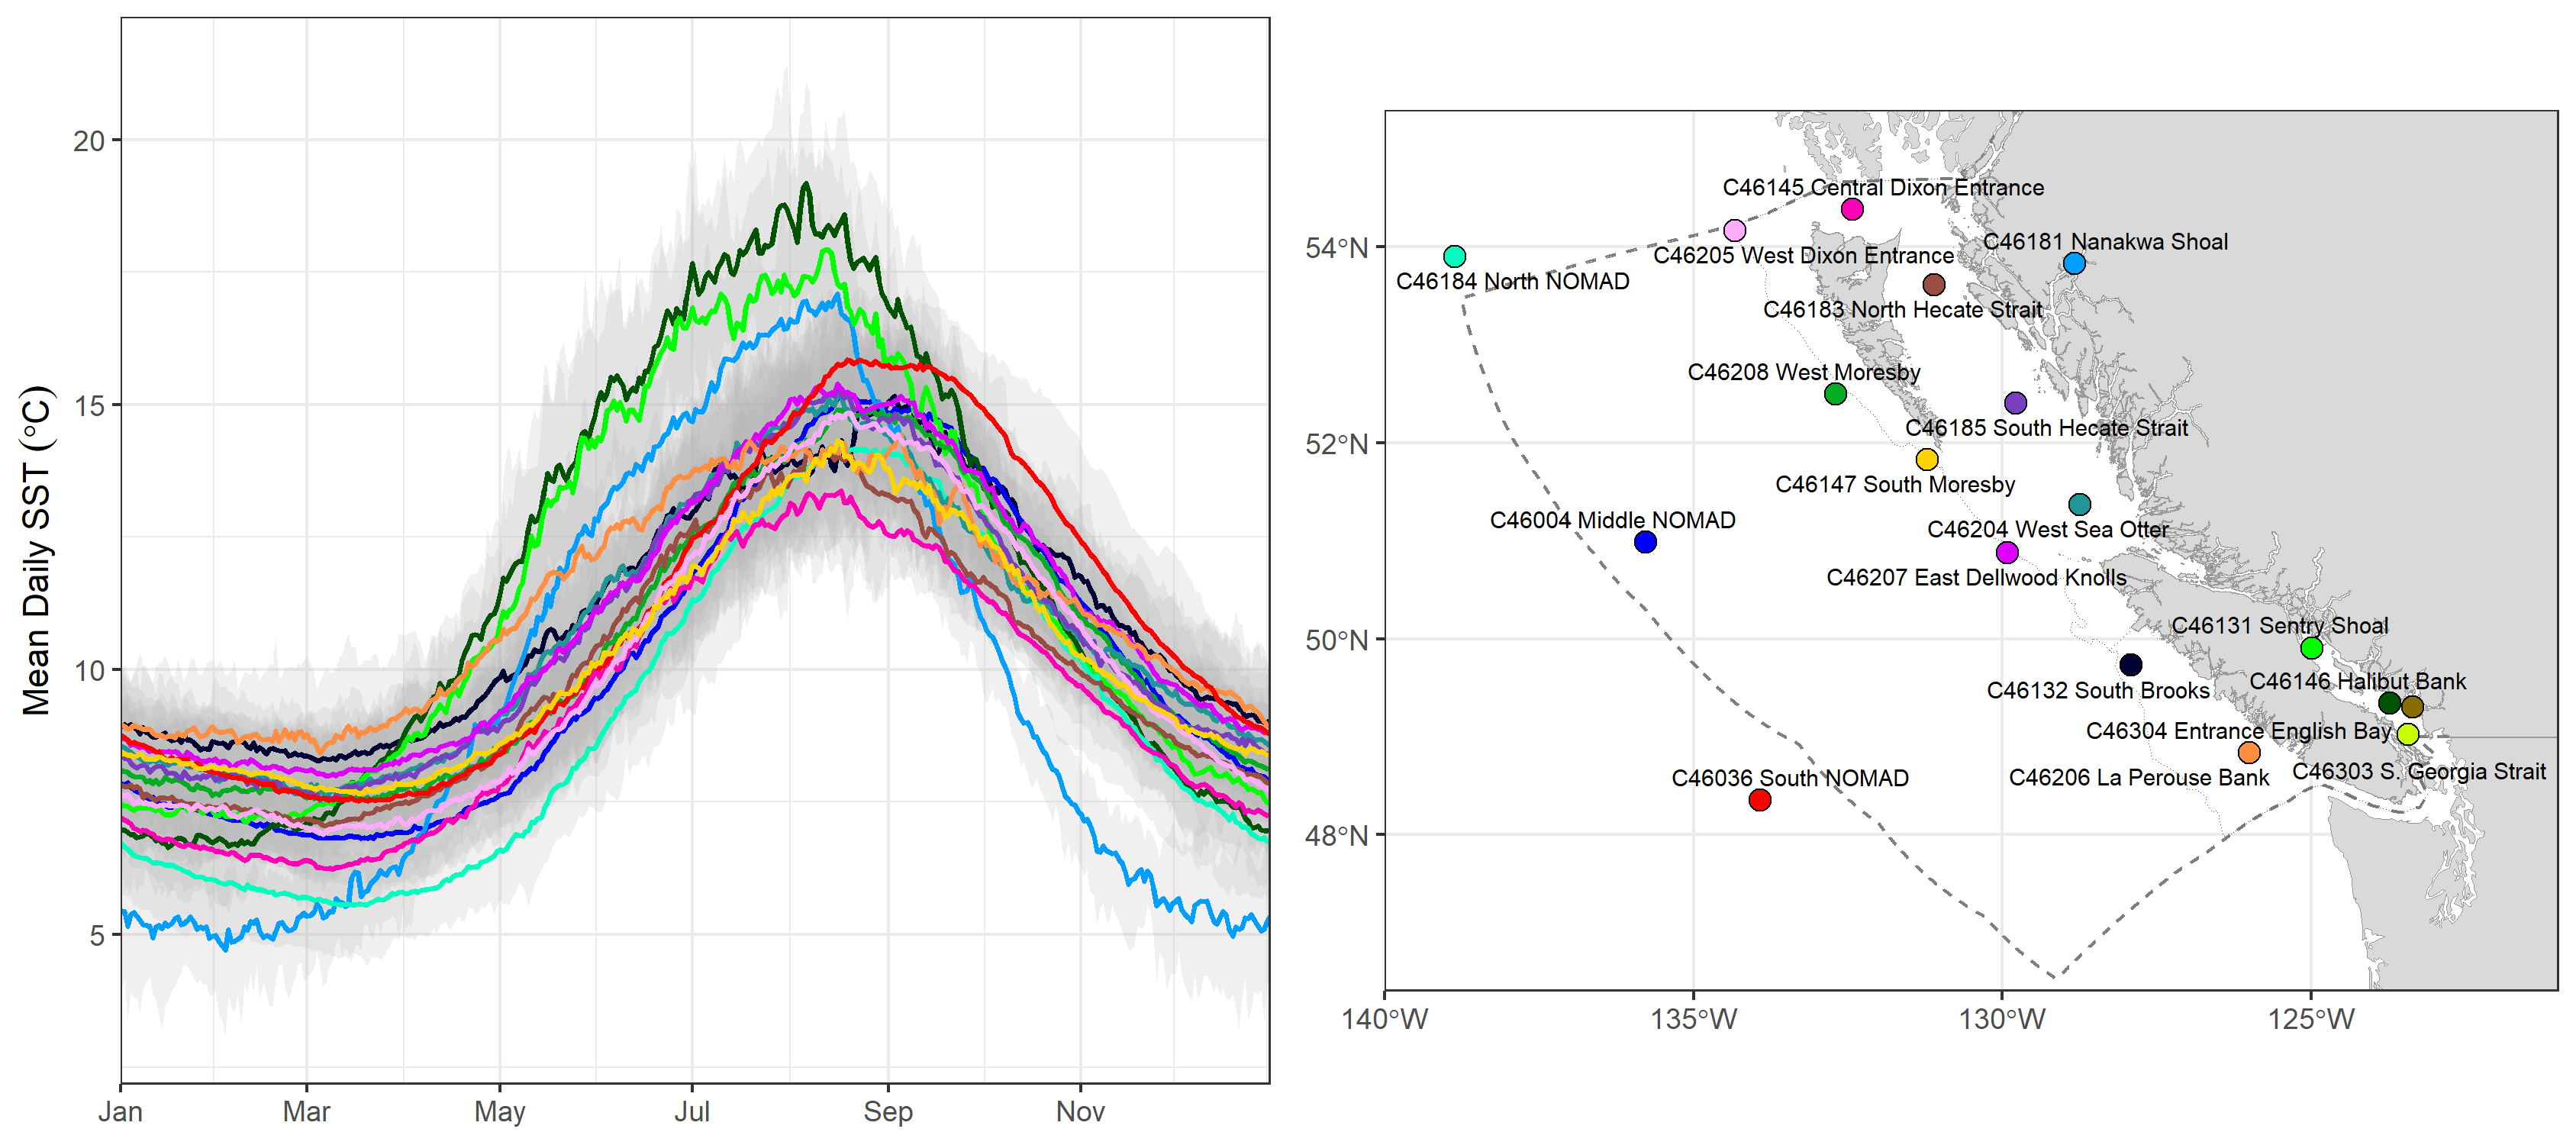 Mean Daily SST (°C)
20
15
10
5
Jan
Mar
May
Jul
Sep
Nov
54°N
52°N
50°N
48°N
140°W
135°W
130°W
125°W
C46145 Central Dixon Entrance
C46181 Nanakwa Shoal
C46205 West Dixon Entrance
C46184 North NOMAD
C46183 North Hecate Strait
C46208 West Moresby
C46185 South Hecate Strait
C46147 South Moresby
C46004 Middle NOMAD
C46204 West Sea Otter
C46207 East Dellwood Knolls
C46131 Sentry Shoal
C46146 Halibut Bank
C46132 South Brooks
C46304 Entrance English Bay
C46303 S. Georgia Strait
C46206 La Perouse Bank
C46036 South NOMAD